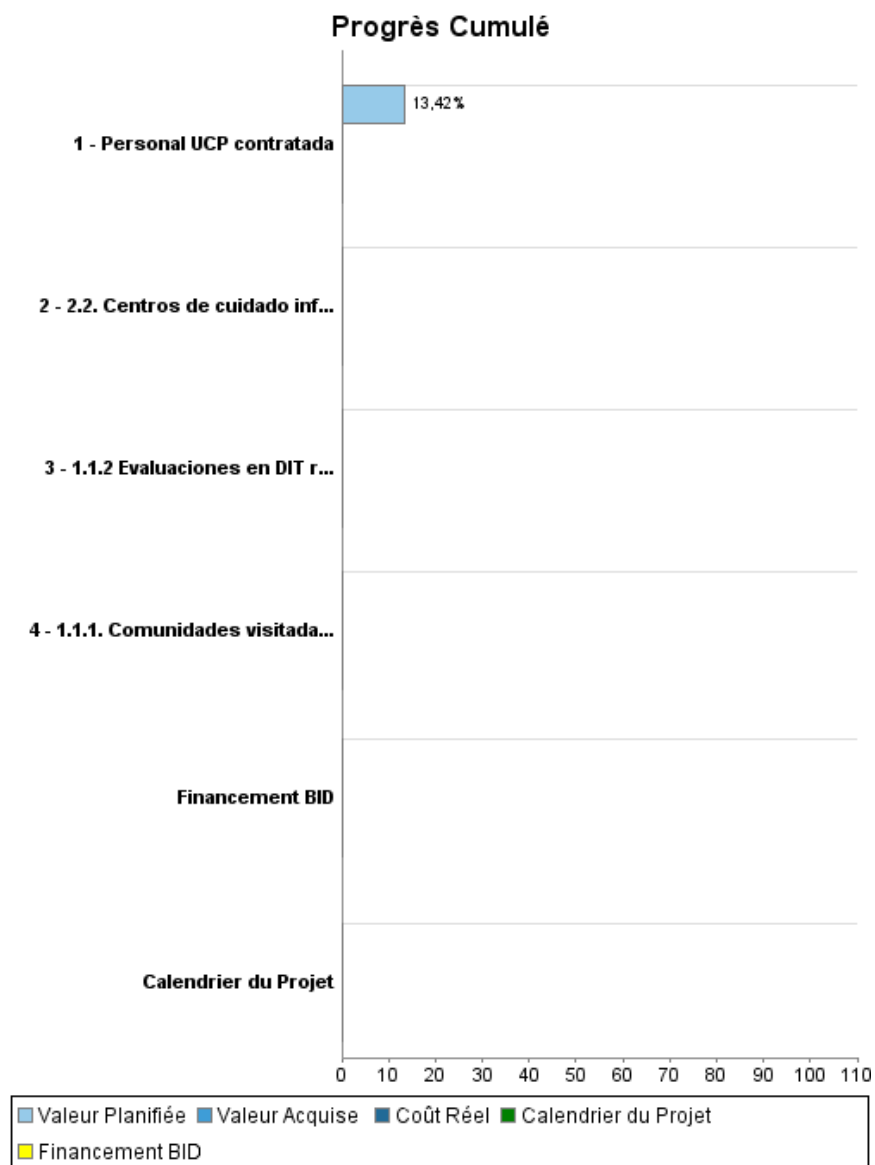 Progrès Cumulé
13,42%
1 - Personal UCP contratada
2 - 2.2. Centros de cuidado inf...
3 - 1.1.2 Evaluaciones en DIT r...
4 - 1.1.1. Comunidades visitada...
Financement BID
Calendrier du Projet
0 10 20 30 40 50 60 70 80 90 100 110
Valeur Planifiée Valeur Acquise Coût Réel Calendrier du Projet
Financement BID